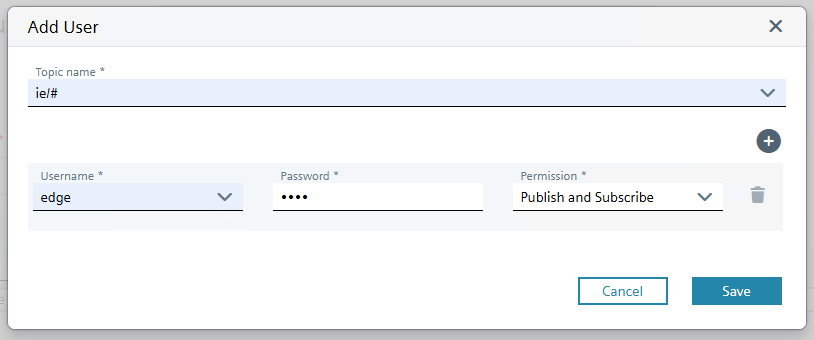 Add User
Topic name *
ie/#
Username *
Password *
Permission *
edge
••••
Publish and Subscribe
Cancel
Save